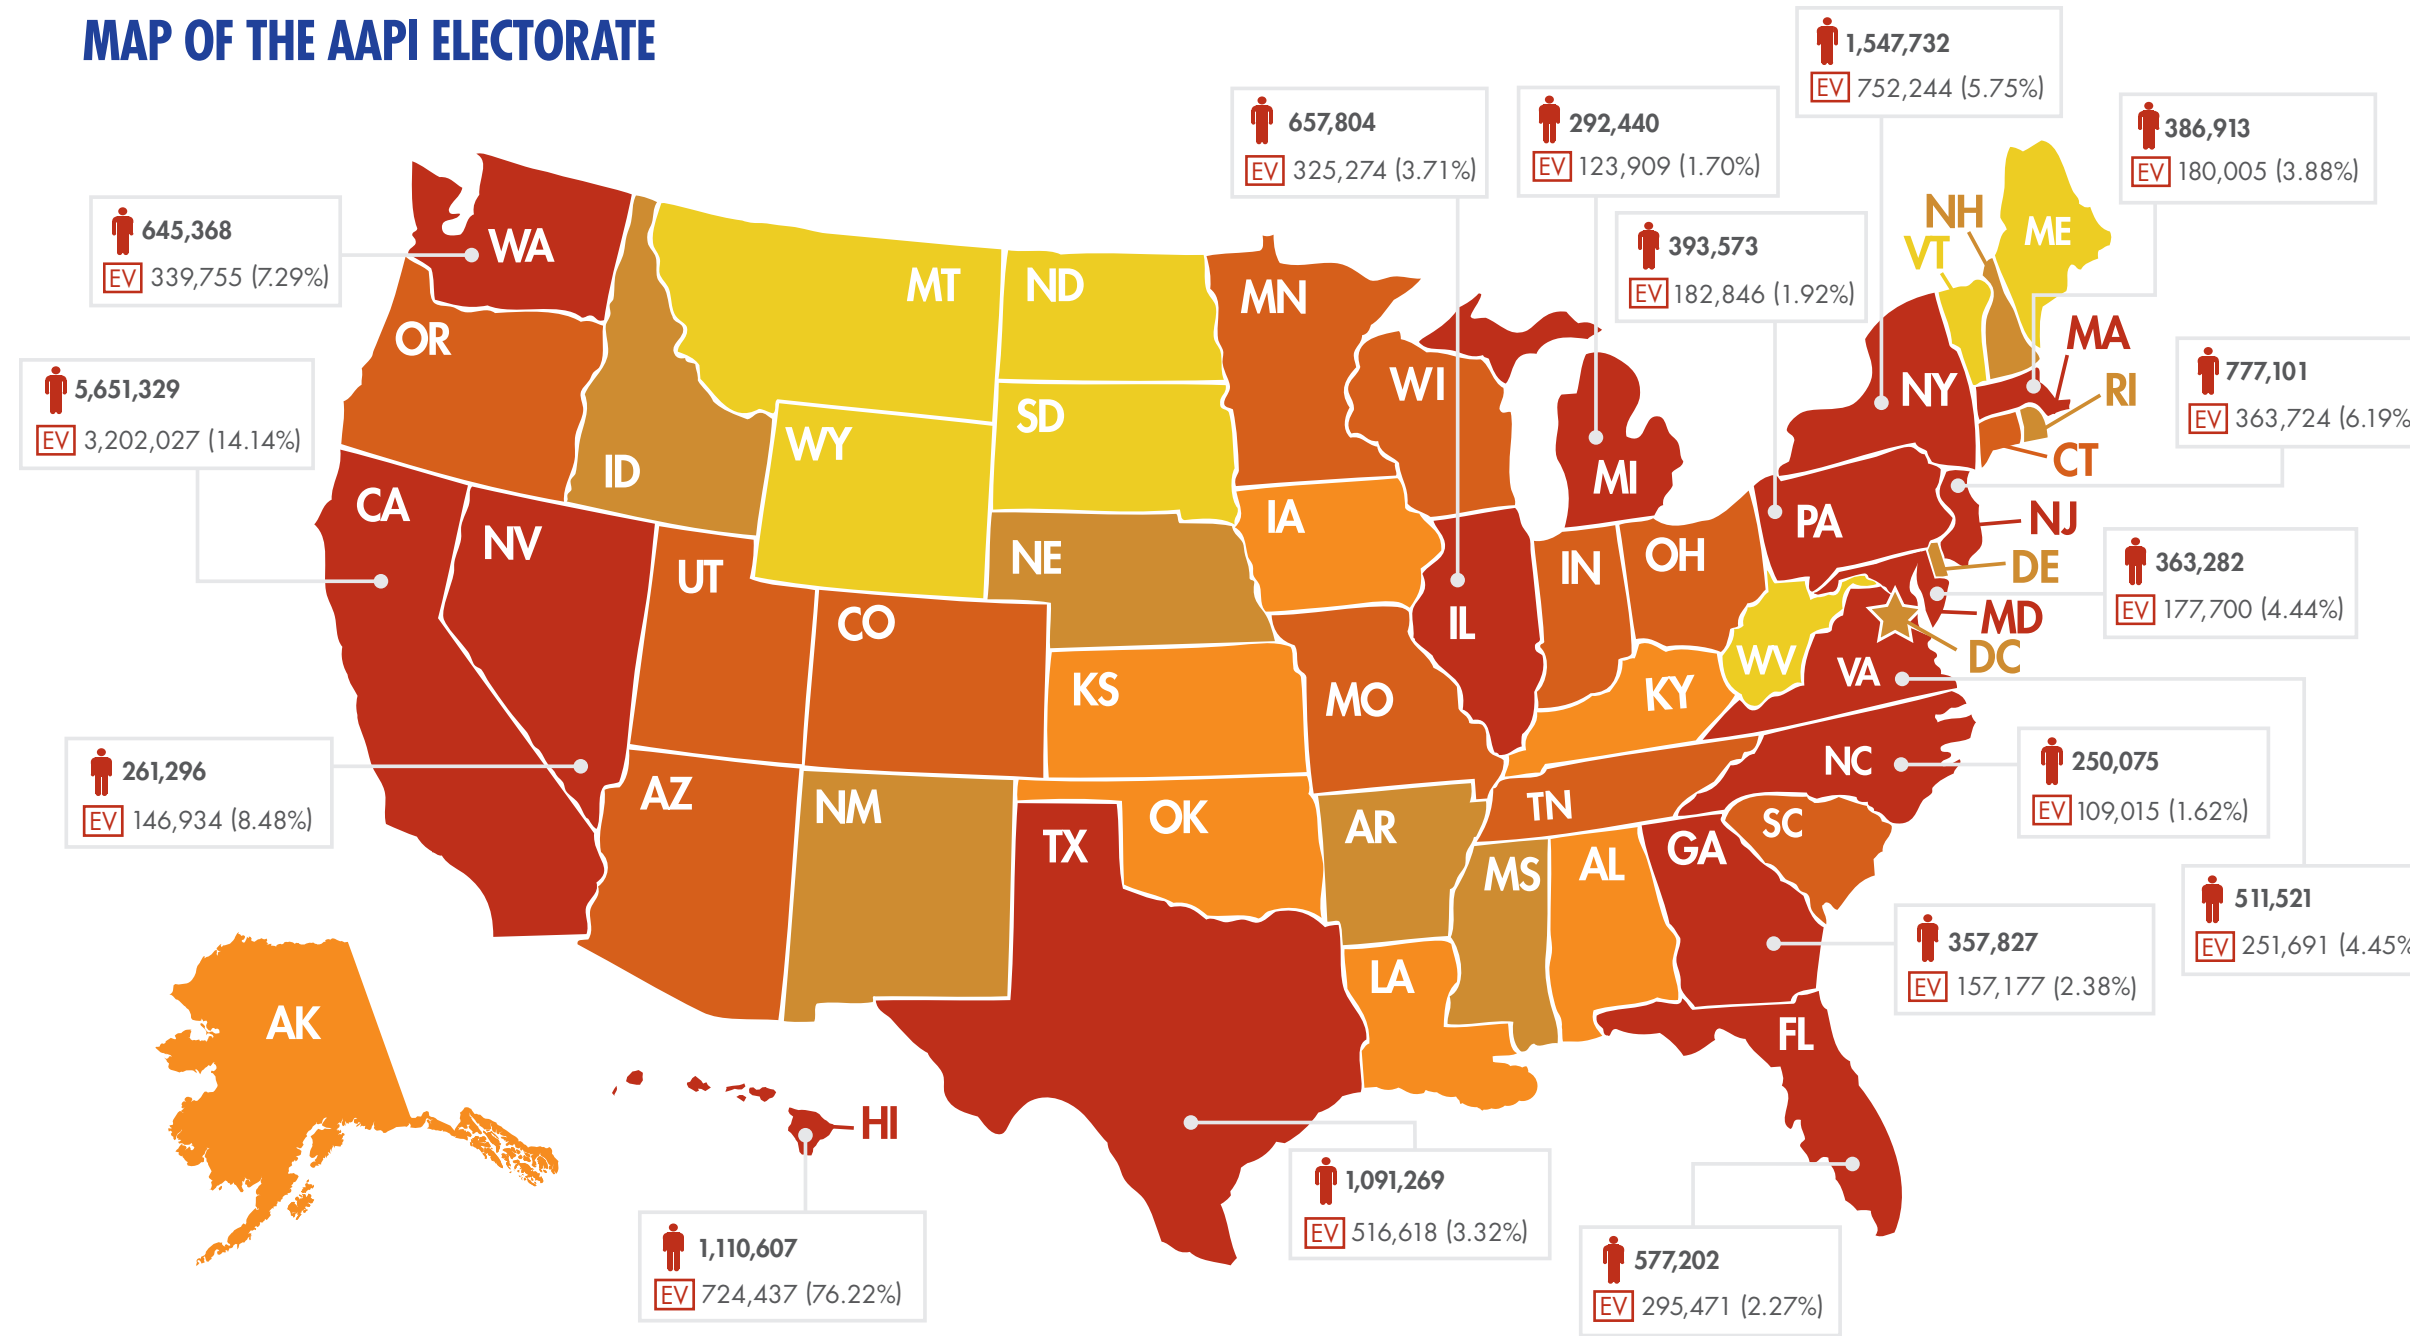 MAP OF THE AAPI ELECTORATE
1,547,732
EV 752,244 (5.75%)
657,804
EV 325,274 (3.71%)
292,440
EV 123,909 (1.70%)
386,913
EV 180,005 (3.88%)
645,368
EV 339,755 (7.29%)
393,573
EV 182,846 (1.92%)
WA
MT
ND
MN
NH
VT
ME
OR
SD
WI
NY
MA
RI
CT
777,101
EV 363,724 (6.19%
5,651,329
EV 3,202,027 (14.14%)
WY
ID
CA
NV
UT
NE
IA
MI
PA
NJ
DE
IN
OH
CO
IL
MD
DC
363,282
EV 177,700 (4.44%)
WV
VA
KS
MO
KY
261,296
EV 146,934 (8.48%)
NC
250,075
EV 109,015 (1.62%)
AZ
NM
OK
AR
TN
SC
TX
MS
AL
GA
511,521
EV 251,691 (4.45%
357,827
EV 157,177 (2.38%)
LA
AK
FL
HI
1,110,607
EV 724,437 (76.22%)
1,091,269
EV 516,618 (3.32%)
577,202
EV 295,471 (2.27%)